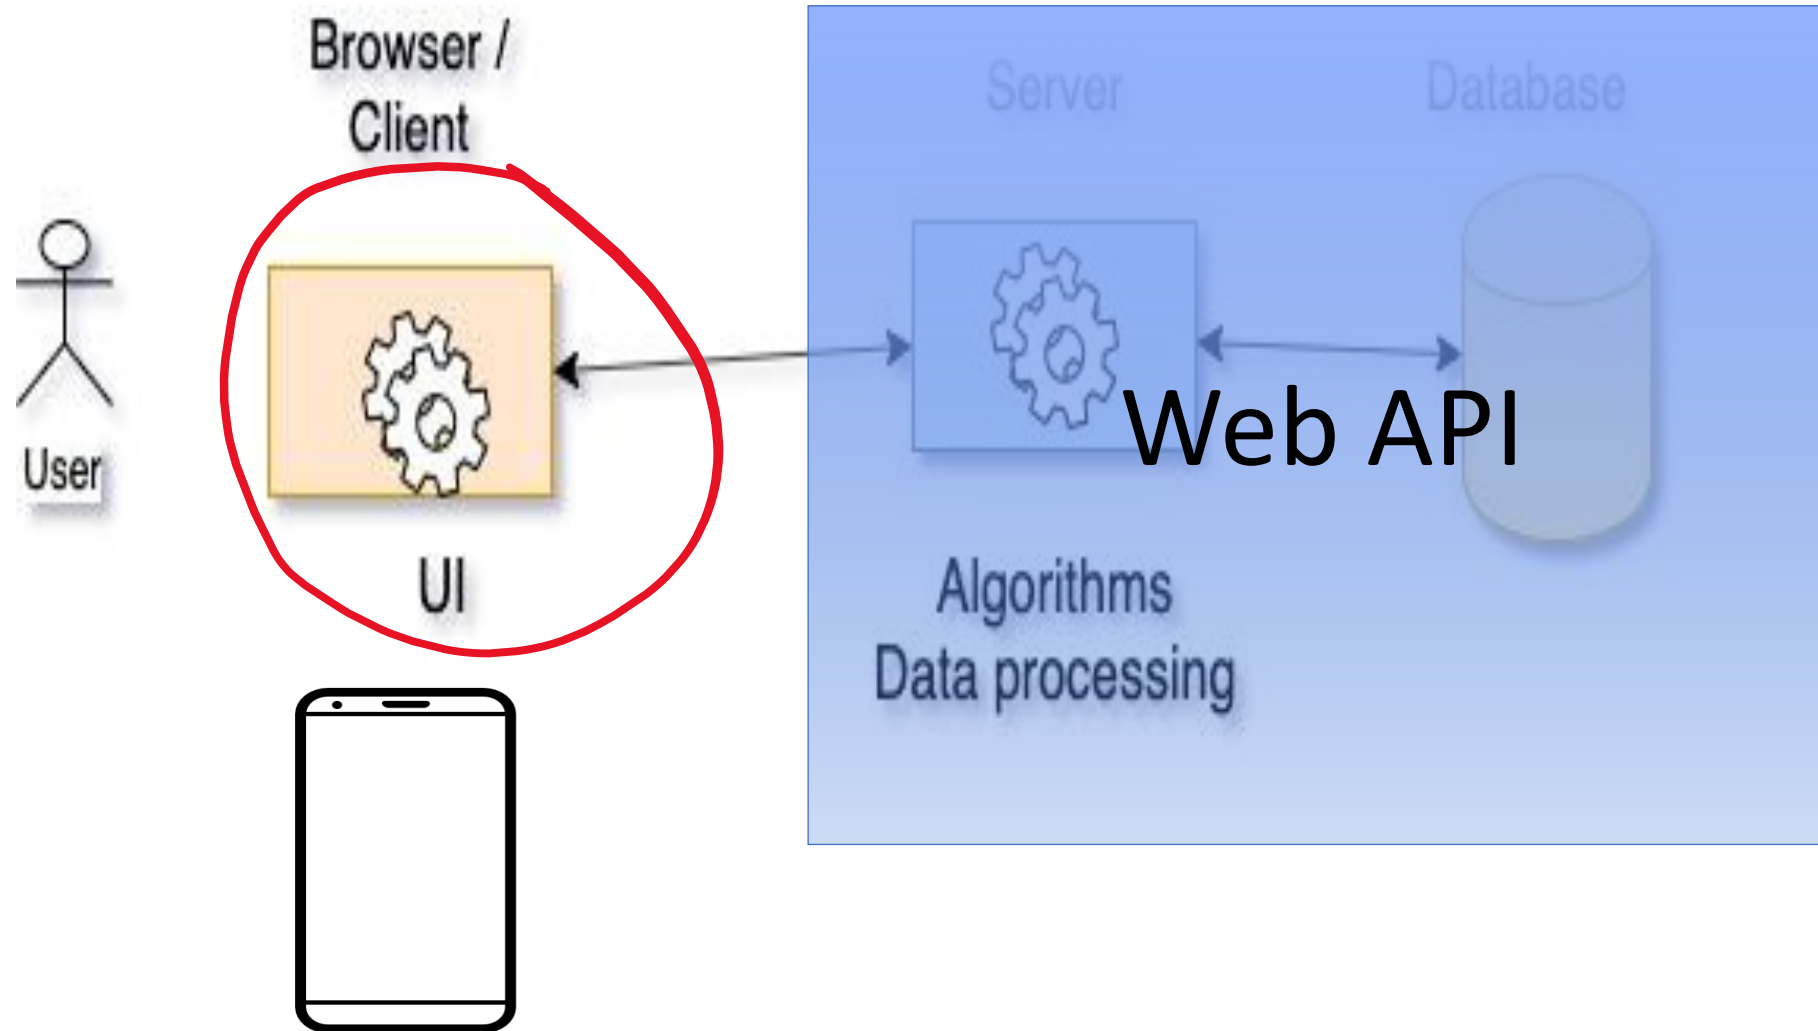 Browser /
Client
Server
Database
User
UI
Web API
Algorithms
Data processing